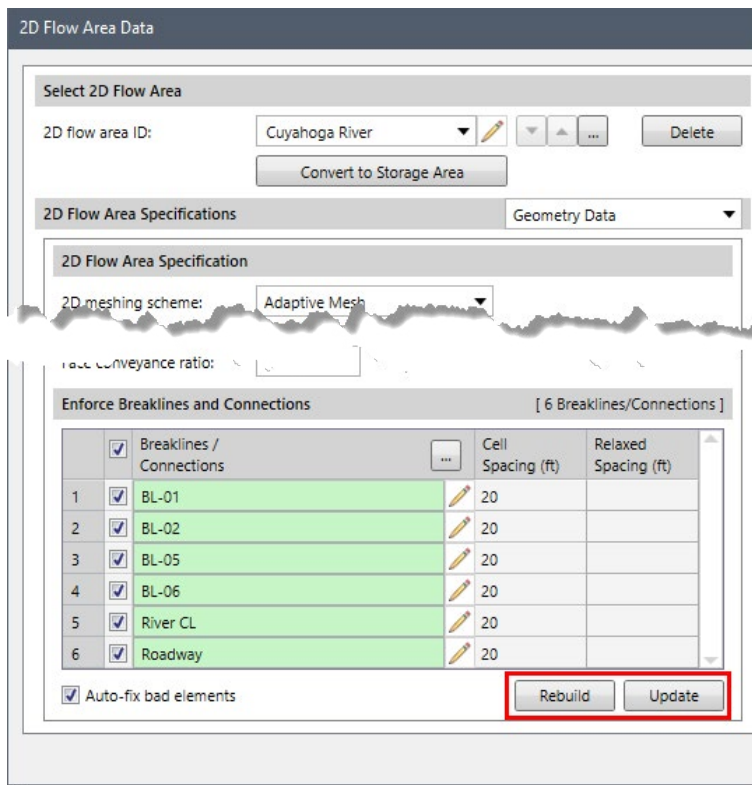 2D Flow Area Data
Select 2D Flow Area
2D flow area ID: Cuyahoga River ... Delete
Convert to Storage Area
2D Flow Area Specifications Geometry Data
2D Flow Area Specification
2D meshing scheme: Adaptive Mesh
Face conveyance ratio:
Enforce Breaklines and Connections [ 6 Breaklines/Connections ]
Breaklines / Cell Relaxed
Connections ... Spacing (ft) Spacing (ft)
1 BL-01 20
2 BL-02 20
3 BL-05 20
4 BL-06 20
5 River CL 20
6 Roadway 20
Auto-fix bad elements Rebuild Update